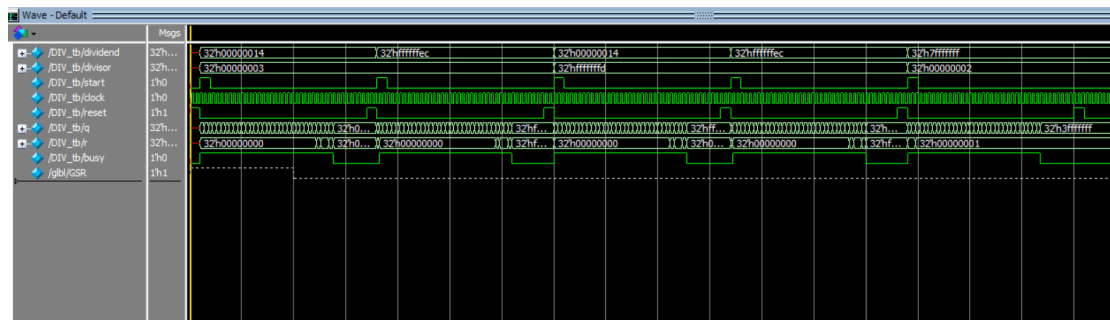 Wave - Default
Msgs
/DIV_tb/dividend 32'h... 32'h00000014 32'hffffffec 32'h00000014 32'hffffffec 32'h7fffffff
/DIV_tb/divisor 32'h... 32'h00000003 32'hfffffffd 32'h00000002
/DIV_tb/start 1'h0
/DIV_tb/clock 1'h0
/DIV_tb/reset 1'h1
/DIV_tb/q 32'h... 32'h0... 32'hf... 32'hff... 32'h... 32'h3fffffff
/DIV_tb/r 32'h... 32'h00000000 32'h0... 32'h00000000 32'hf... 32'h00000000 32'h0... 32'h00000000 32'hf... 32'h00000001
/DIV_tb/busy 1'h0
/glbl/GSR 1'h1